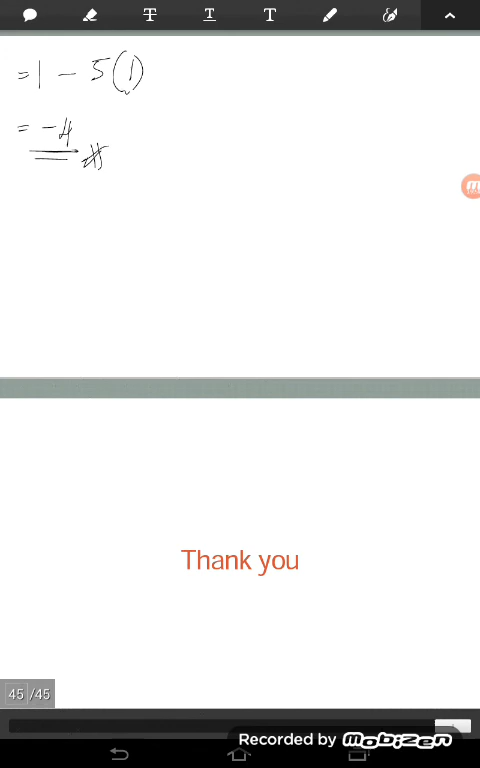 = 1 - 5(1)
= -4
Thank you
45 /45
Recorded by mobizen